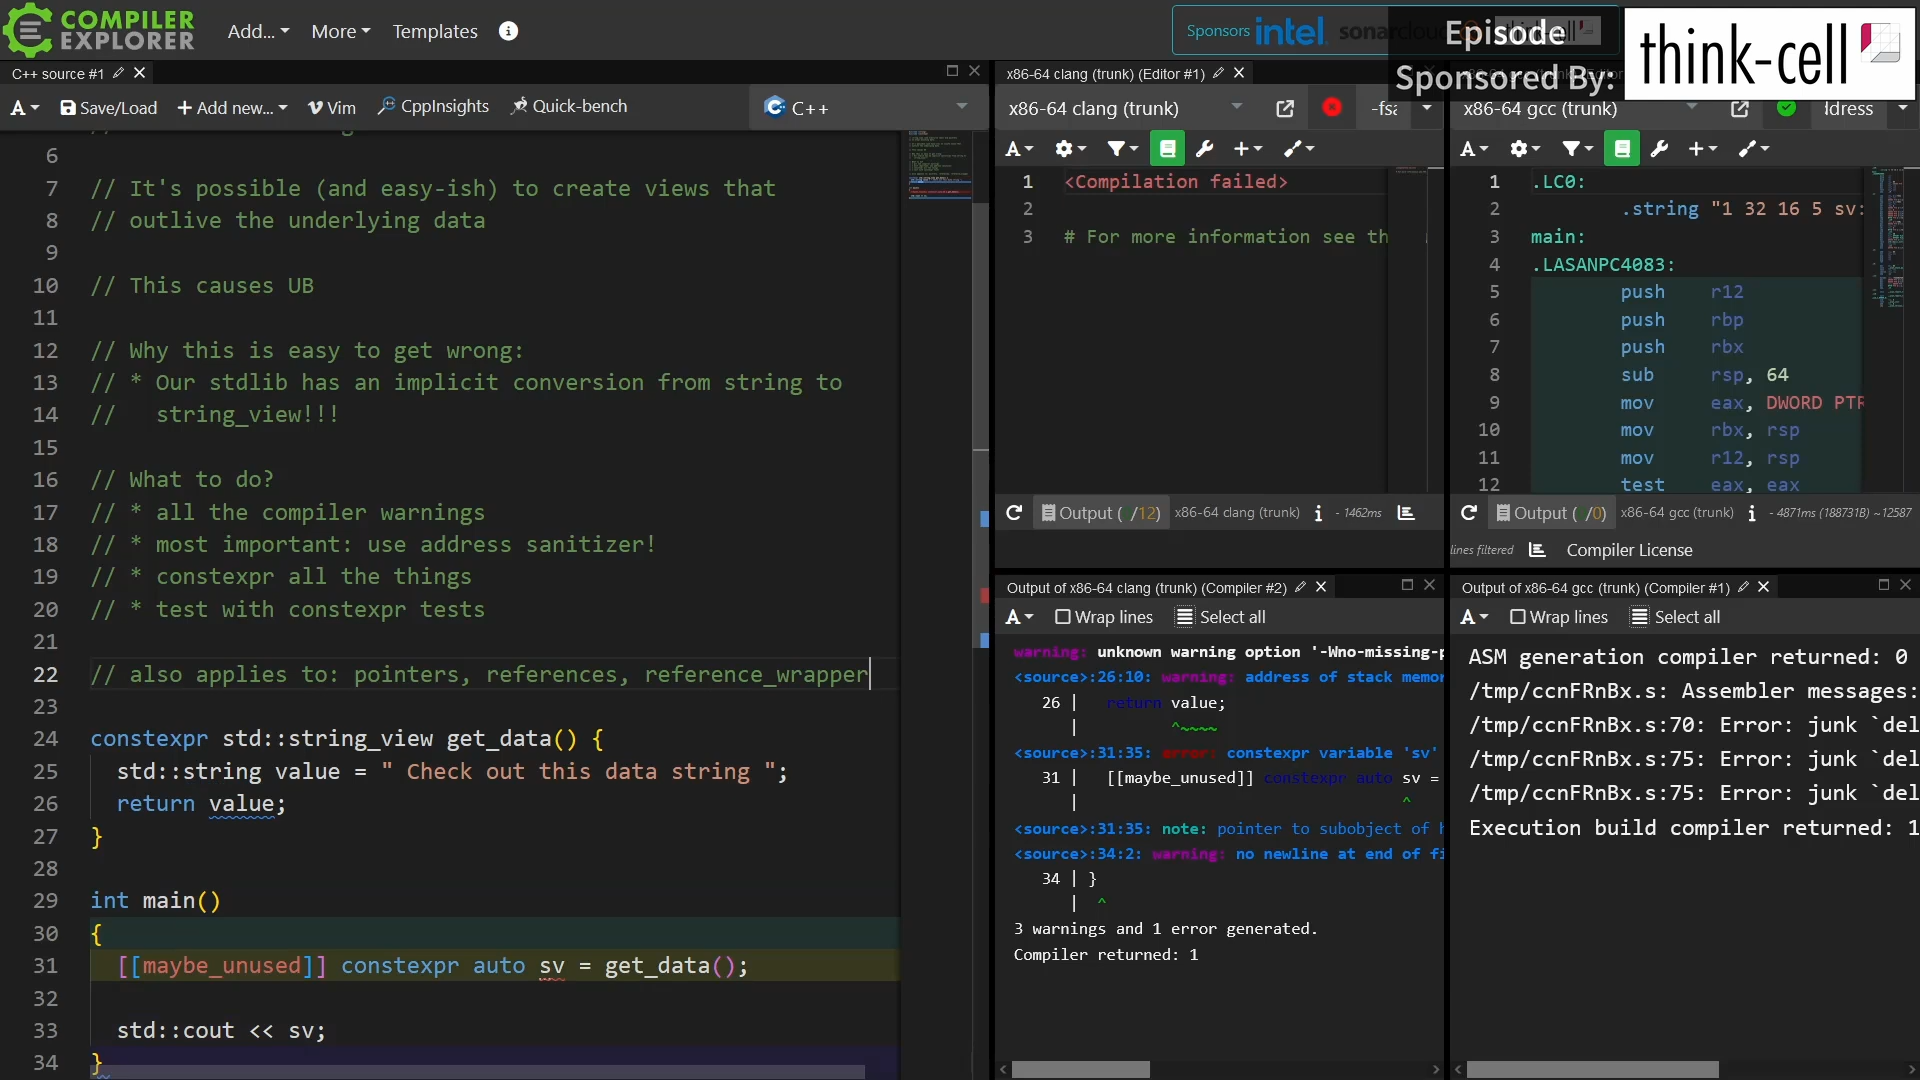 COMPILER
EXPLORER
Add...
More
Templates
Sponsors
intel
Episode
Sponsored By:
think-cell
C++ source #1
A
Save/Load
Add new...
Vim
CppInsights
Quick-bench
C++
6
7 // It's possible (and easy-ish) to create views that
8 // outlive the underlying data
9
10 // This causes UB
11
12 // Why this is easy to get wrong:
13 // * Our stdlib has an implicit conversion from string to
14 //   string_view!!!
15
16 // What to do?
17 // * all the compiler warnings
18 // * most important: use address sanitizer!
19 // * constexpr all the things
20 // * test with constexpr tests
21
22 // also applies to: pointers, references, reference_wrapper
23
24 constexpr std::string_view get_data() {
25   std::string value = " Check out this data string ";
26   return value;
27 }
28
29 int main()
30 {
31   [[maybe_unused]] constexpr auto sv = get_data();
32
33   std::cout << sv;
34 }
x86-64 clang (trunk) (Editor #1)
x86-64 clang (trunk)
-fsa
A
1 <Compilation failed>
2
3 # For more information see th
Output ( /12) x86-64 clang (trunk) - 1462ms
x86-64 gcc (trunk)
ldress
A
1 .LC0:
2 .string "1 32 16 5 sv:
3 main:
4 .LASANPC4083:
5 push r12
6 push rbp
7 push rbx
8 sub rsp, 64
9 mov eax, DWORD PTR
10 mov rbx, rsp
11 mov r12, rsp
12 test eax, eax
Output ( /0) x86-64 gcc (trunk) - 4871ms (188731B) ~12587
lines filtered Compiler License
Output of x86-64 clang (trunk) (Compiler #2)
A Wrap lines Select all
warning: unknown warning option '-Wno-missing-p
<source>:26:10: warning: address of stack memor
26 |   return value;
|          ^~~~~
<source>:31:35: error: constexpr variable 'sv'
31 |   [[maybe_unused]] constexpr auto sv =
|                                   ^
<source>:31:35: note: pointer to subobject of h
<source>:34:2: warning: no newline at end of fi
34 | }
|  ^
3 warnings and 1 error generated.
Compiler returned: 1
Output of x86-64 gcc (trunk) (Compiler #1)
A Wrap lines Select all
ASM generation compiler returned: 0
/tmp/ccnFRnBx.s: Assembler messages:
/tmp/ccnFRnBx.s:70: Error: junk `del
/tmp/ccnFRnBx.s:75: Error: junk `del
/tmp/ccnFRnBx.s:75: Error: junk `del
Execution build compiler returned: 1